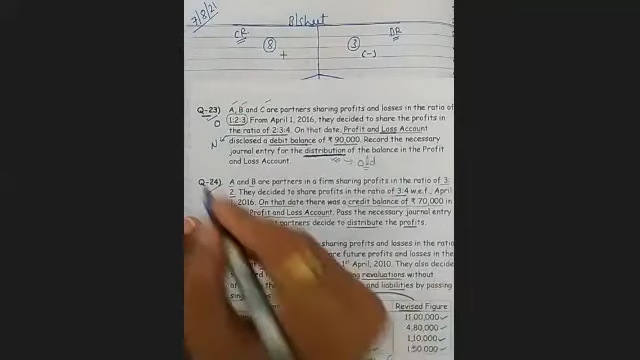 7/8/21
B/Sheet
CR
DR
8
3
+
(-)
Q-23) A, B and C are partners sharing profits and losses in the ratio of
O
1:2:3 From April 1, 2016, they decided to share the profits in
the ratio of 2:3:4. On that date, Profit and Loss Account
N disclosed a debit balance of ₹ 90,000. Record the necessary
journal entry for the distribution of the balance in the Profit
and Loss Account.
old
Q-24) A and B are partners in a firm sharing profits in the ratio of 3:
2. They decided to share profits in the ratio of 3:4 w.e.f., April
1, 2016. On that date there was a credit balance of ₹ 70,000 in
Profit and Loss Account. Pass the necessary journal entry
partners decide to distribute the profits.
sharing profits and losses in the ratio
are future profits and losses in the
1st April, 2010. They also decided
revaluations without
and liabilities by passing
Revised Figure
11,00,000
4,80,000
1,10,000
1,50,000